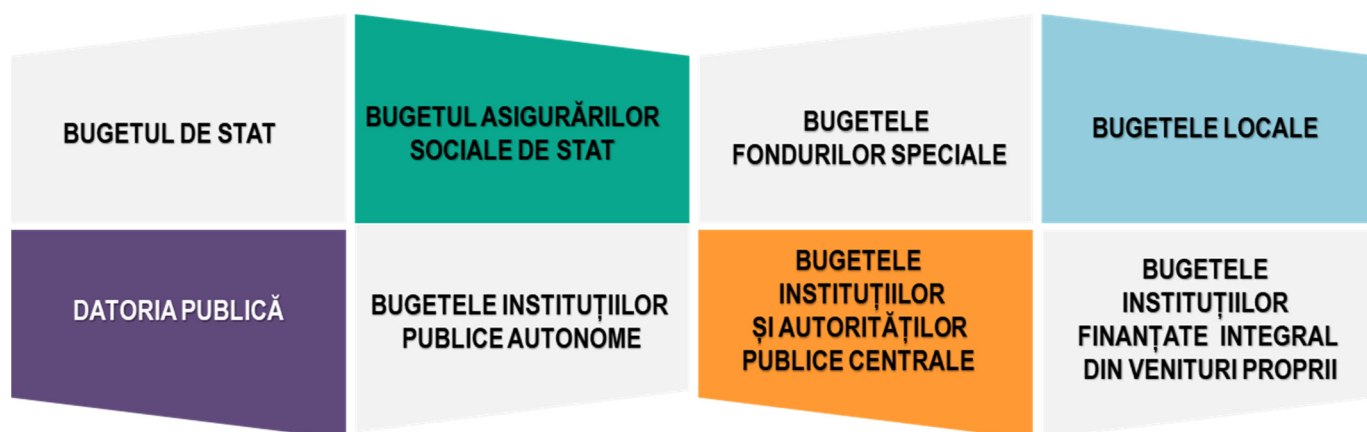 BUGETUL DE STAT
BUGETUL ASIGURĂRILOR
SOCIALE DE STAT
BUGETELE
FONDURILOR SPECIALE
BUGETELE LOCALE
DATORIA PUBLICĂ
BUGETELE INSTITUȚIILOR
PUBLICE AUTONOME
BUGETELE
INSTITUȚIILOR
ȘI AUTORITĂȚILOR
PUBLICE CENTRALE
BUGETELE
INSTITUȚIILOR
FINANȚATE INTEGRAL
DIN VENITURI PROPRII